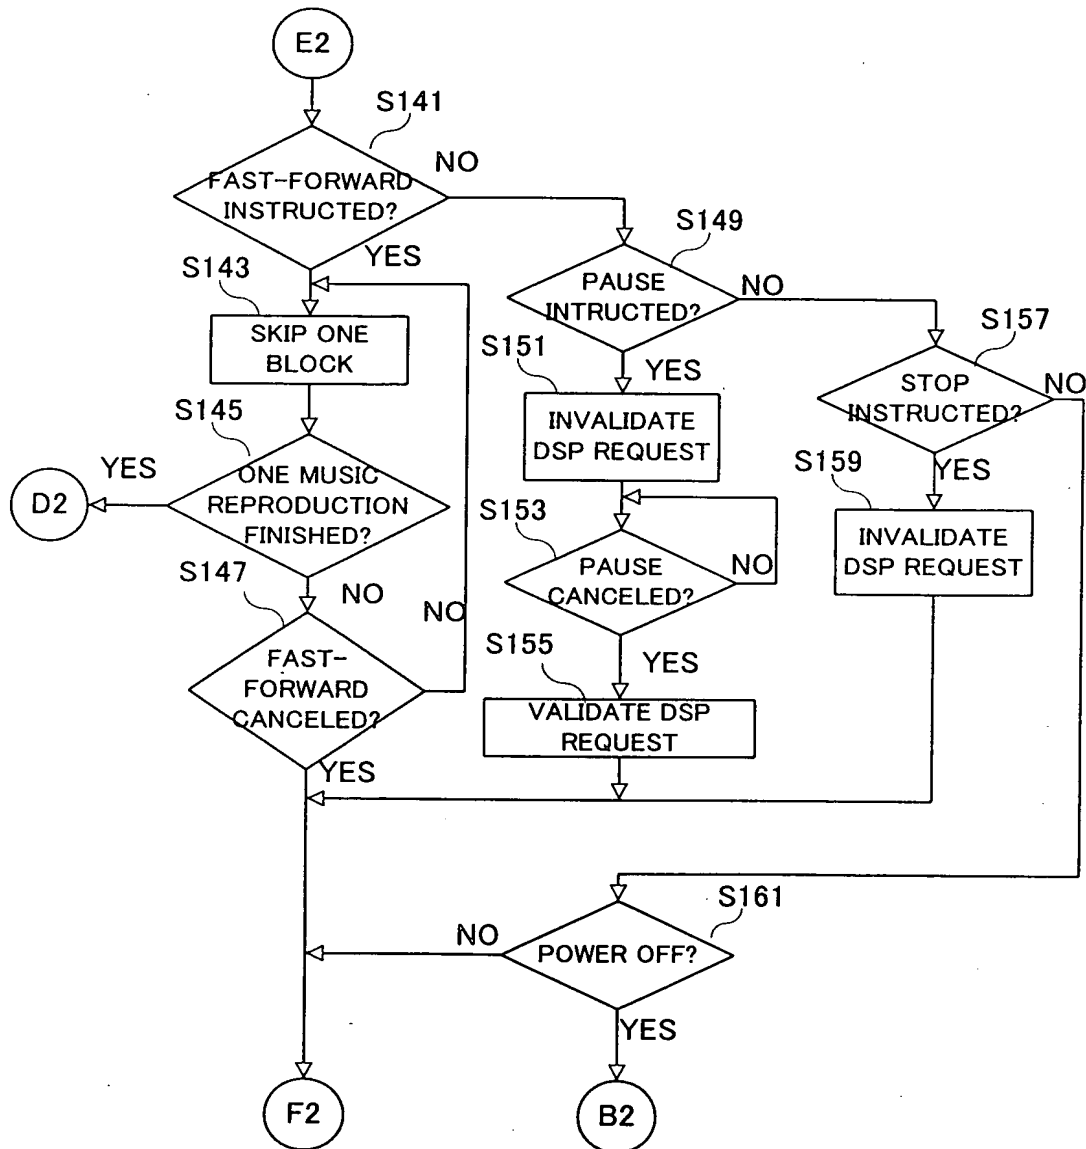 E2
S141
FAST-FORWARD
INSTRUCTED?
NO
YES
S149
PAUSE
INTRUCTED?
NO
YES
S143
SKIP ONE
BLOCK
S157
STOP
INSTRUCTED?
NO
YES
S151
INVALIDATE
DSP REQUEST
S145
ONE MUSIC
REPRODUCTION
FINISHED?
YES
D2
NO
S159
INVALIDATE
DSP REQUEST
S153
PAUSE
CANCELED?
NO
YES
S147
FAST-
FORWARD
CANCELED?
NO
YES
S155
VALIDATE DSP
REQUEST
S161
POWER OFF?
NO
YES
F2
B2